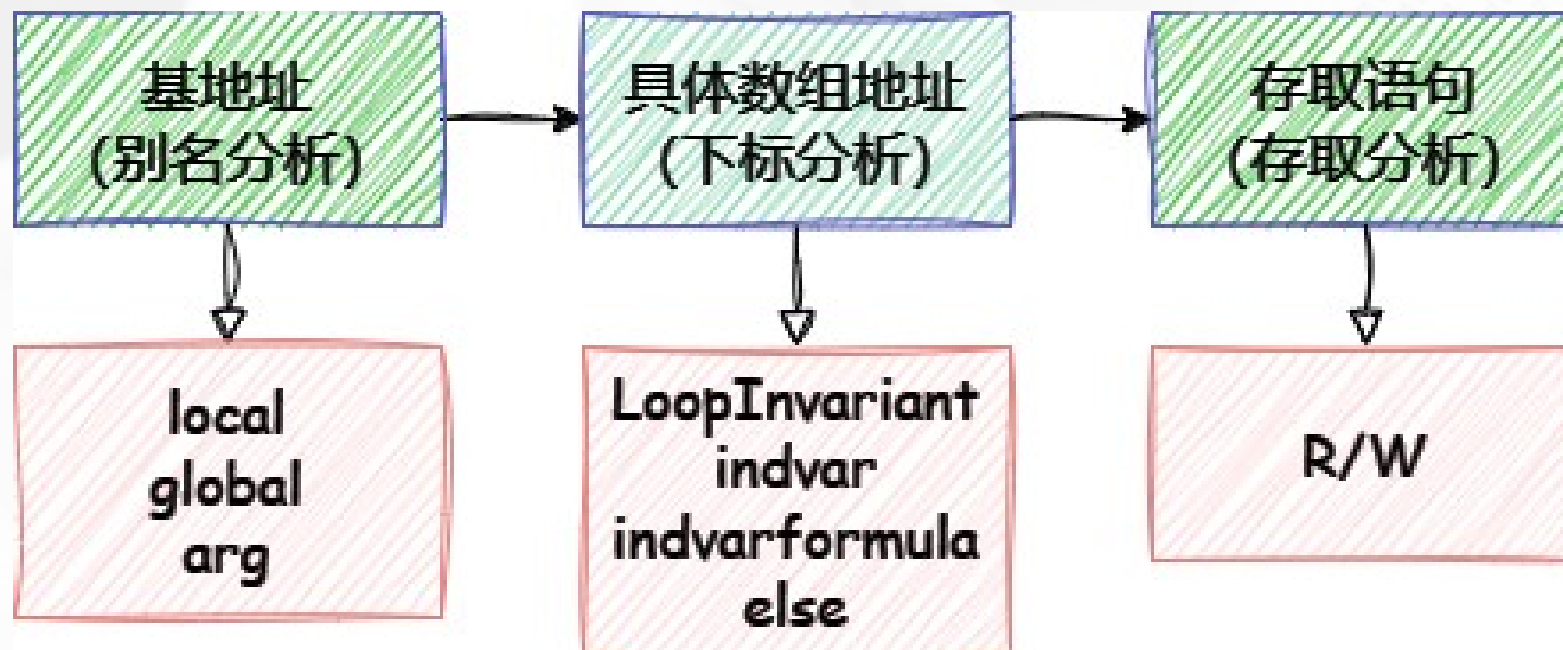 基地址
(别名分析)
具体数组地址
(下标分析)
存取语句
(存取分析)
local
global
arg
LoopInvariant
indvar
indvarformula
else
R/W